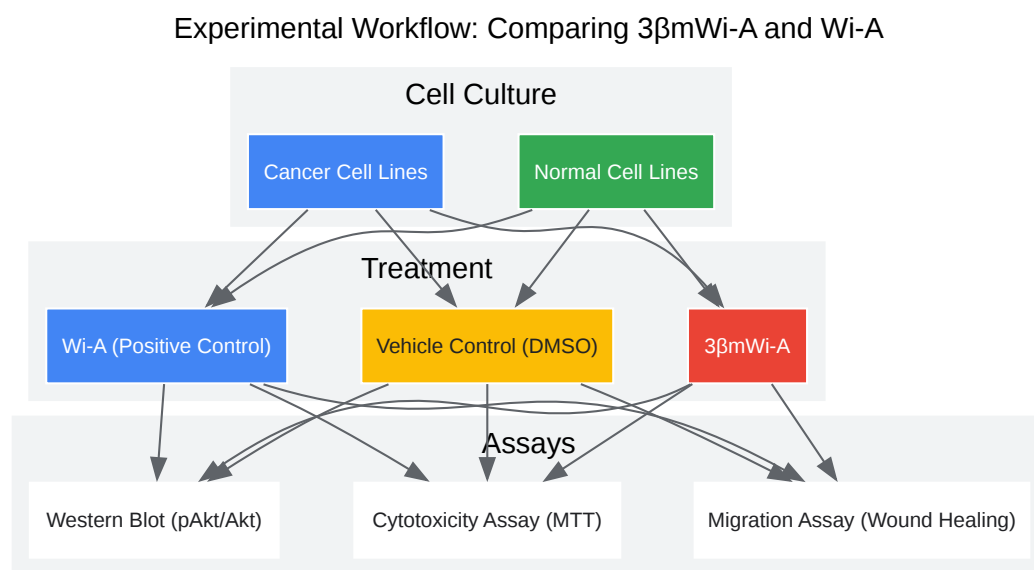 Experimental Workflow: Comparing 3βmWi-A and Wi-A
Cell Culture
Cancer Cell Lines
Normal Cell Lines
Treatment
Wi-A (Positive Control)
Vehicle Control (DMSO)
3βmWi-A
Assays
Western Blot (pAkt/Akt)
Cytotoxicity Assay (MTT)
Migration Assay (Wound Healing)